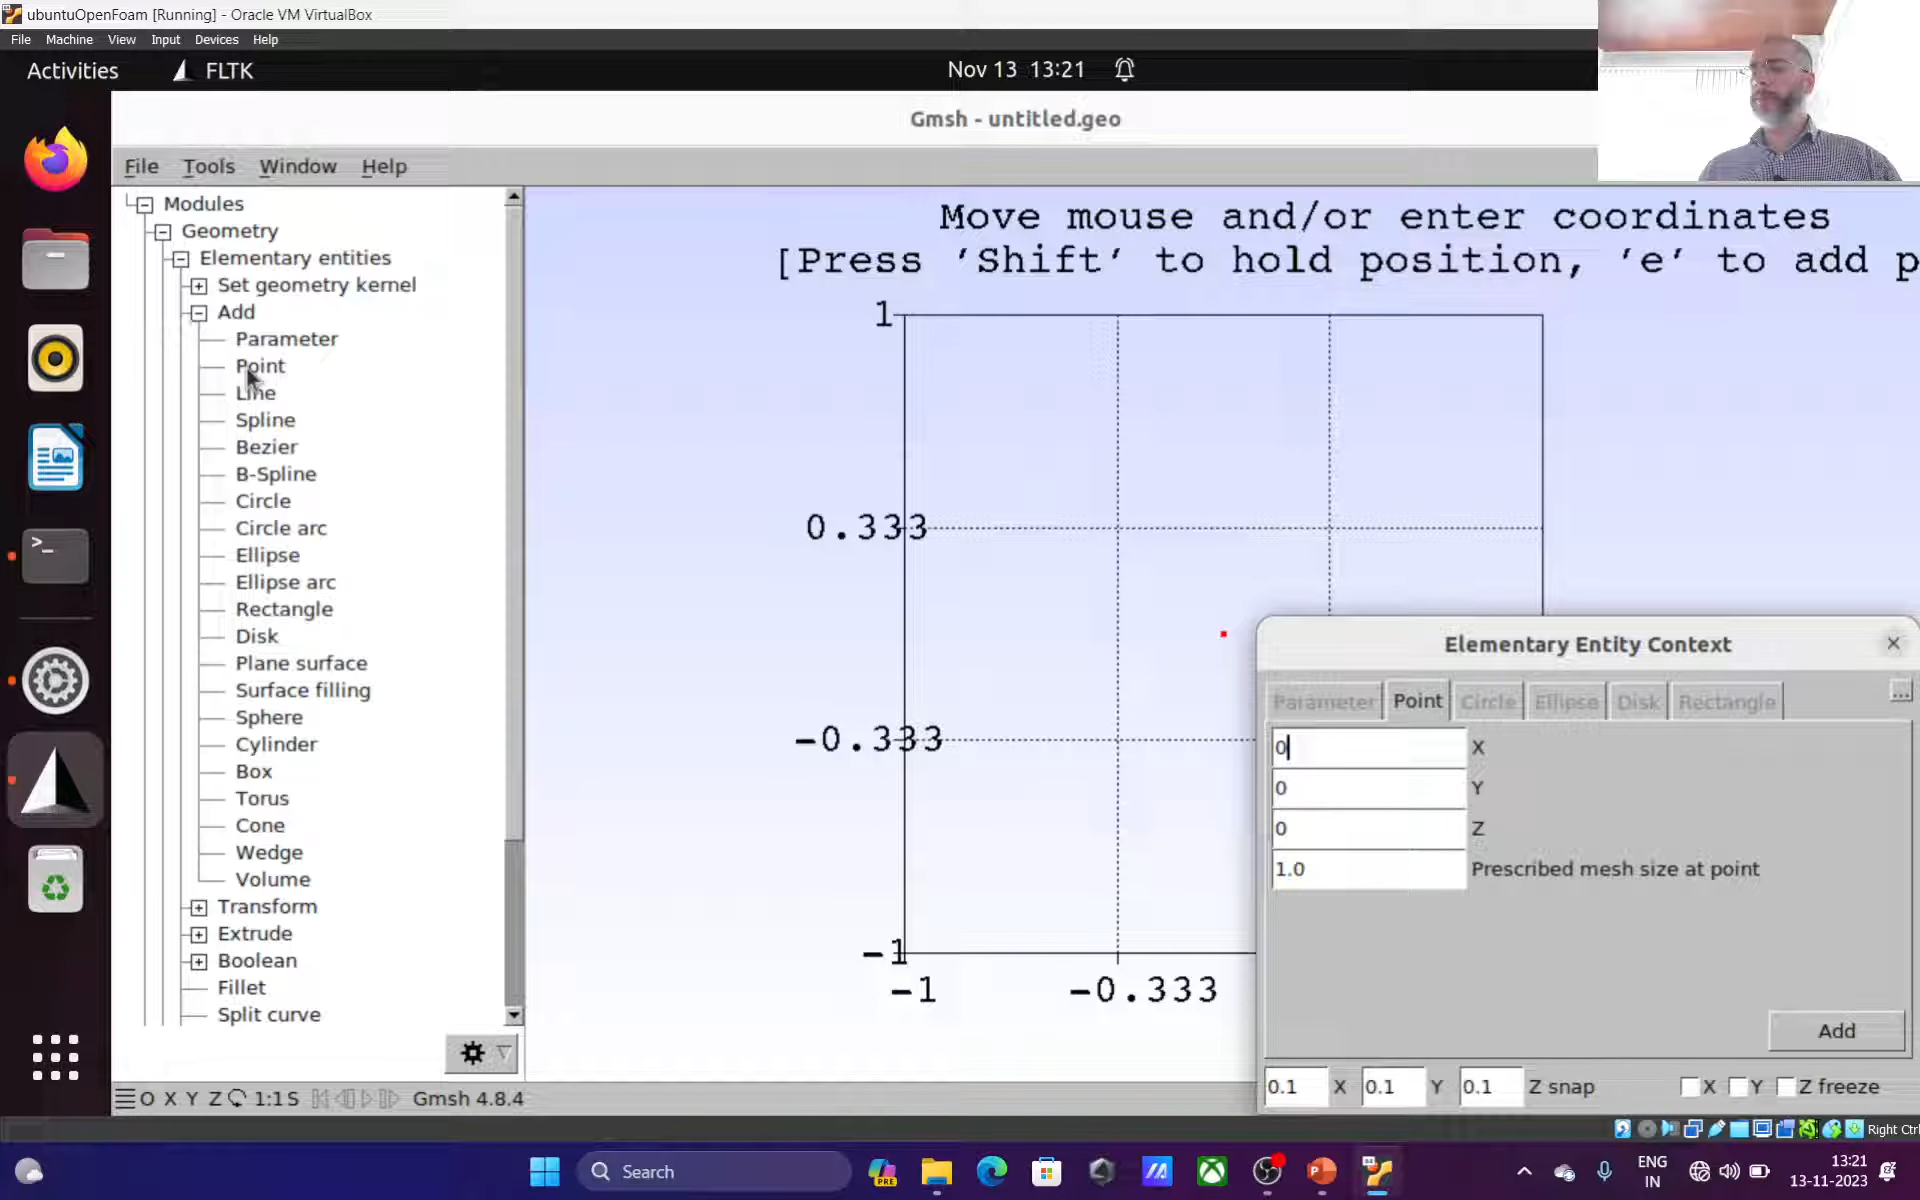 ubuntuOpenFoam [Running] - Oracle VM VirtualBox
File Machine View Input Devices Help
Activities FLTK Nov 13 13:21
Gmsh - untitled.geo
File Tools Window Help
Modules
Geometry
Elementary entities
Set geometry kernel
Add
Parameter
Point
Line
Spline
Bezier
B-Spline
Circle
Circle arc
Ellipse
Ellipse arc
Rectangle
Disk
Plane surface
Surface filling
Sphere
Cylinder
Box
Torus
Cone
Wedge
Volume
Transform
Extrude
Boolean
Fillet
Split curve
Move mouse and/or enter coordinates
[Press 'Shift' to hold position, 'e' to add p
1
0.333
-0.333
-1
-1 -0.333
Elementary Entity Context
Parameter Point Circle Ellipse Disk Rectangle ...
0 X
0 Y
0 Z
1.0 Prescribed mesh size at point
Add
0.1 X 0.1 Y 0.1 Z snap X Y Z freeze
O X Y Z 1:1 S Gmsh 4.8.4
Right Ctrl
Search
PRE
ENG
IN
13:21
13-11-2023